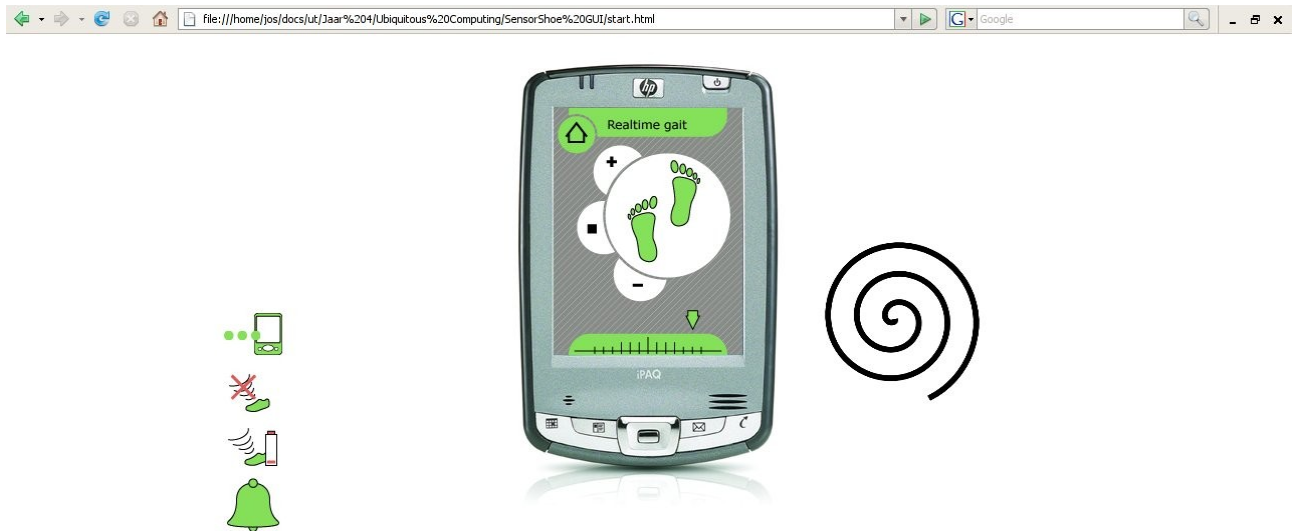 file:///home/jos/docs/ut/Jaar%204/Ubiquitous%20Computing/SensorShoe%20GUI/start.html
G
Google
hp
Realtime gait
iPAQ